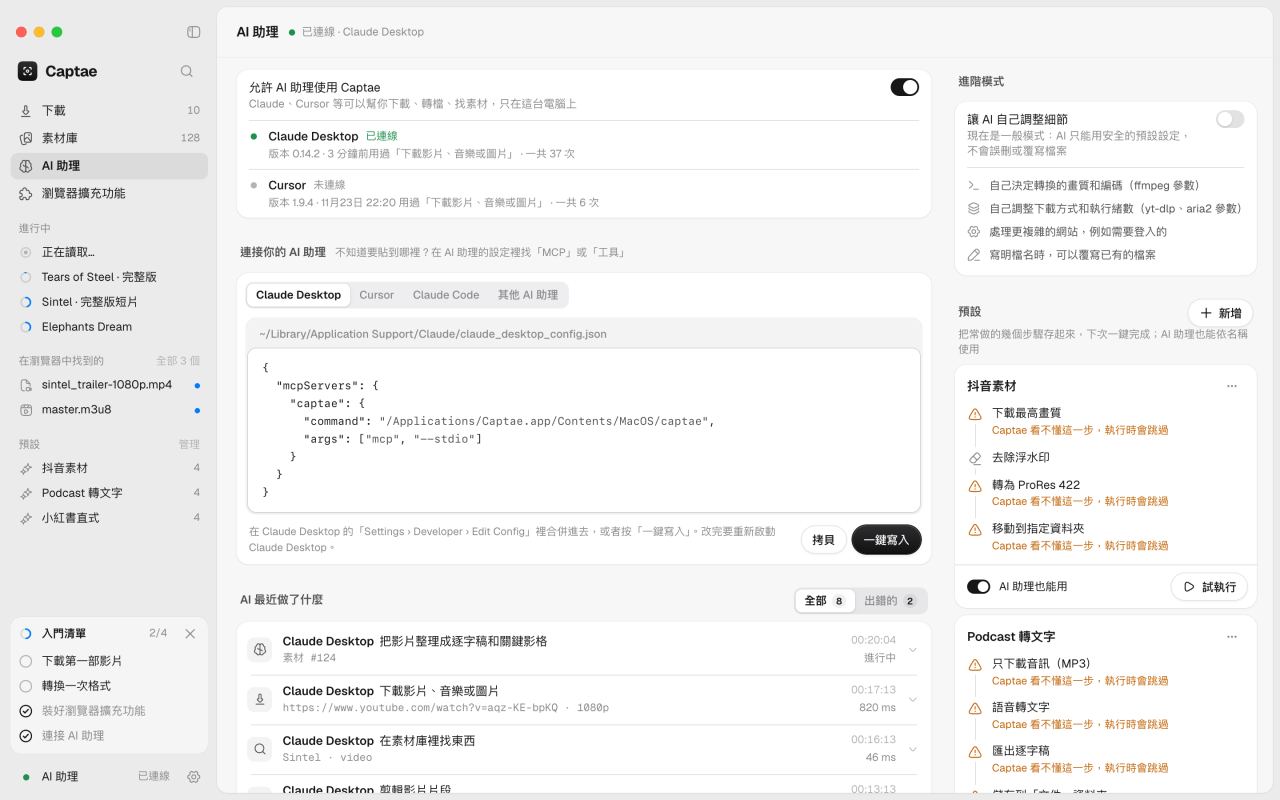 Captae
下載 10
素材庫 128
AI 助理
瀏覽器擴充功能
進行中
正在讀取…
Tears of Steel · 完整版
Sintel · 完整版短片
Elephants Dream
在瀏覽器中找到的 全部 3 個
sintel_trailer-1080p.mp4
master.m3u8
預設 管理
抖音素材 4
Podcast 轉文字 4
小紅書直式 4
入門清單 2/4
下載第一部影片
轉換一次格式
裝好瀏覽器擴充功能
連接 AI 助理
AI 助理 已連線
AI 助理 已連線 · Claude Desktop
允許 AI 助理使用 Captae
Claude、Cursor 等可以幫你下載、轉檔、找素材，只在這台電腦上
Claude Desktop 已連線
版本 0.14.2 · 3 分鐘前用過「下載影片、音樂或圖片」 · 一共 37 次
Cursor 未連線
版本 1.9.4 · 11月23日 22:20 用過「下載影片、音樂或圖片」 · 一共 6 次
連接你的 AI 助理 不知道要貼到哪裡？在 AI 助理的設定裡找「MCP」或「工具」
Claude Desktop Cursor Claude Code 其他 AI 助理
~/Library/Application Support/Claude/claude_desktop_config.json
{
"mcpServers": {
"captae": {
"command": "/Applications/Captae.app/Contents/MacOS/captae",
"args": ["mcp", "--stdio"]
}
}
}
在 Claude Desktop 的「Settings › Developer › Edit Config」裡合併進去，或者按「一鍵寫入」。改完要重新啟動
Claude Desktop。
拷貝 一鍵寫入
AI 最近做了什麼 全部 8 出錯的 2
Claude Desktop 把影片整理成逐字稿和關鍵影格 00:20:04
素材 #124 進行中
Claude Desktop 下載影片、音樂或圖片 00:17:13
https://www.youtube.com/watch?v=aqz-KE-bpKQ · 1080p 820 ms
Claude Desktop 在素材庫裡找東西 00:16:13
Sintel · video 46 ms
Claude Desktop 剪輯影片片段 00:13:13
進階模式
讓 AI 自己調整細節
現在是一般模式：AI 只能用安全的預設設定，
不會誤刪或覆寫檔案
自己決定轉換的畫質和編碼（ffmpeg 參數）
自己調整下載方式和執行緒數（yt-dlp、aria2 參數）
處理更複雜的網站，例如需要登入的
寫明檔名時，可以覆寫已有的檔案
預設 新增
把常做的幾個步驟存起來，下次一鍵完成；AI 助理也能依名稱
使用
抖音素材
下載最高畫質
Captae 看不懂這一步，執行時會跳過
去除浮水印
轉為 ProRes 422
Captae 看不懂這一步，執行時會跳過
移動到指定資料夾
Captae 看不懂這一步，執行時會跳過
AI 助理也能用 試執行
Podcast 轉文字
只下載音訊（MP3）
Captae 看不懂這一步，執行時會跳過
語音轉文字
Captae 看不懂這一步，執行時會跳過
匯出逐字稿
Captae 看不懂這一步，執行時會跳過
儲存到「文件」資料夾